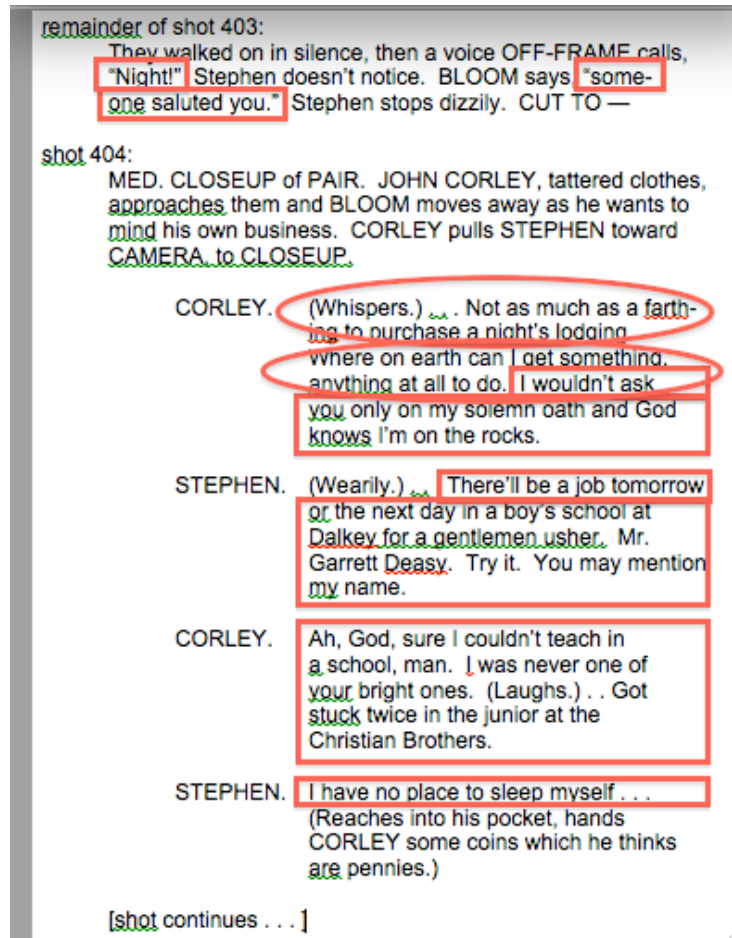 remainder of shot 403:
They walked on in silence, then a voice OFF-FRAME calls,
“Night!” Stephen doesn’t notice. BLOOM says, “some-
one saluted you.” Stephen stops dizzily. CUT TO —
shot 404:
MED. CLOSEUP of PAIR. JOHN CORLEY, tattered clothes,
approaches them and BLOOM moves away as he wants to
mind his own business. CORLEY pulls STEPHEN toward
CAMERA, to CLOSEUP.
CORLEY. (Whispers.) . . . Not as much as a farth-
ing to purchase a night’s lodging
Where on earth can I get something,
anything at all to do. I wouldn’t ask
you only on my solemn oath and God
knows I’m on the rocks.
STEPHEN. (Wearily.) . . There’ll be a job tomorrow
or the next day in a boy’s school at
Dalkey for a gentlemen usher. Mr.
Garrett Deasy. Try it. You may mention
my name.
CORLEY. Ah, God, sure I couldn’t teach in
a school, man. I was never one of
your bright ones. (Laughs.) . . Got
stuck twice in the junior at the
Christian Brothers.
STEPHEN. I have no place to sleep myself . . .
(Reaches into his pocket, hands
CORLEY some coins which he thinks
are pennies.)
[shot continues . . . ]